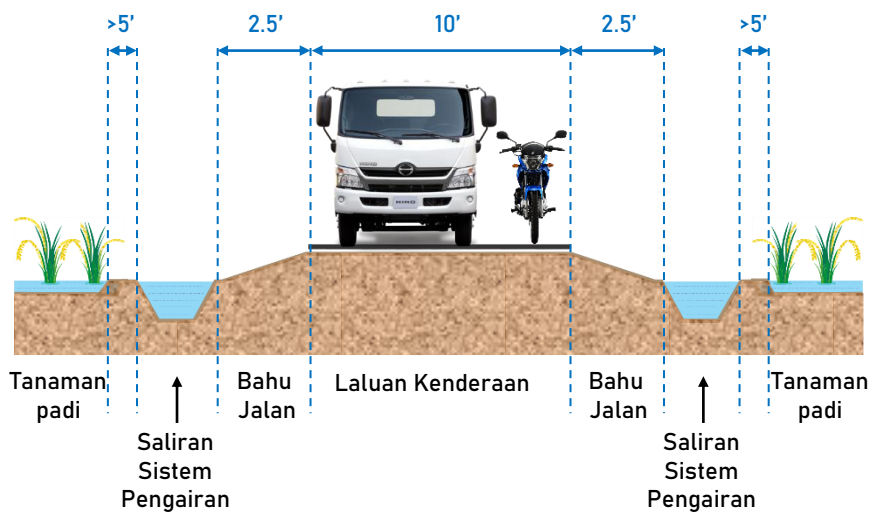 >5’ 2.5’ 10’ 2.5’ >5’
HINO
Tanaman
padi
Bahu
Jalan
Laluan Kenderaan
Bahu
Jalan
Tanaman
padi
Saliran
Sistem
Pengairan
Saliran
Sistem
Pengairan